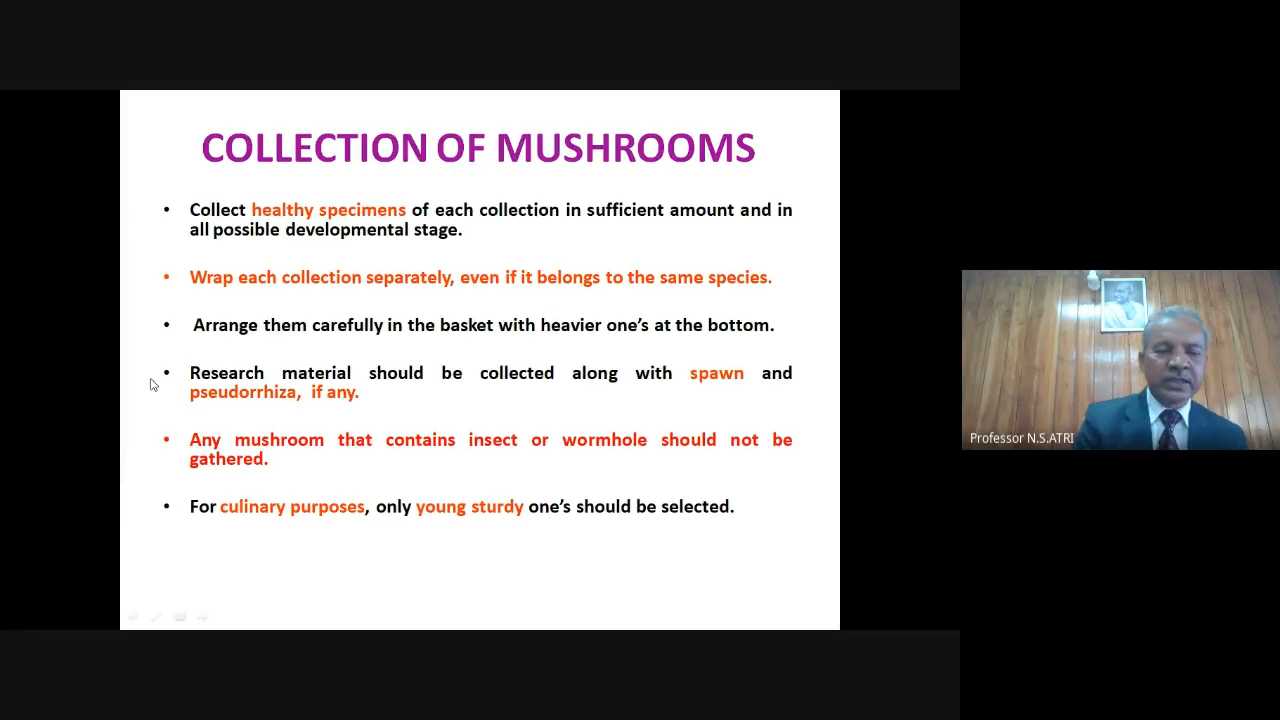 COLLECTION OF MUSHROOMS
• Collect healthy specimens of each collection in sufficient amount and in
all possible developmental stage.
• Wrap each collection separately, even if it belongs to the same species.
• Arrange them carefully in the basket with heavier one's at the bottom.
• Research material should be collected along with spawn and
pseudorrhiza, if any.
• Any mushroom that contains insect or wormhole should not be
gathered.
• For culinary purposes, only young sturdy one's should be selected.
Professor N.S.ATRI